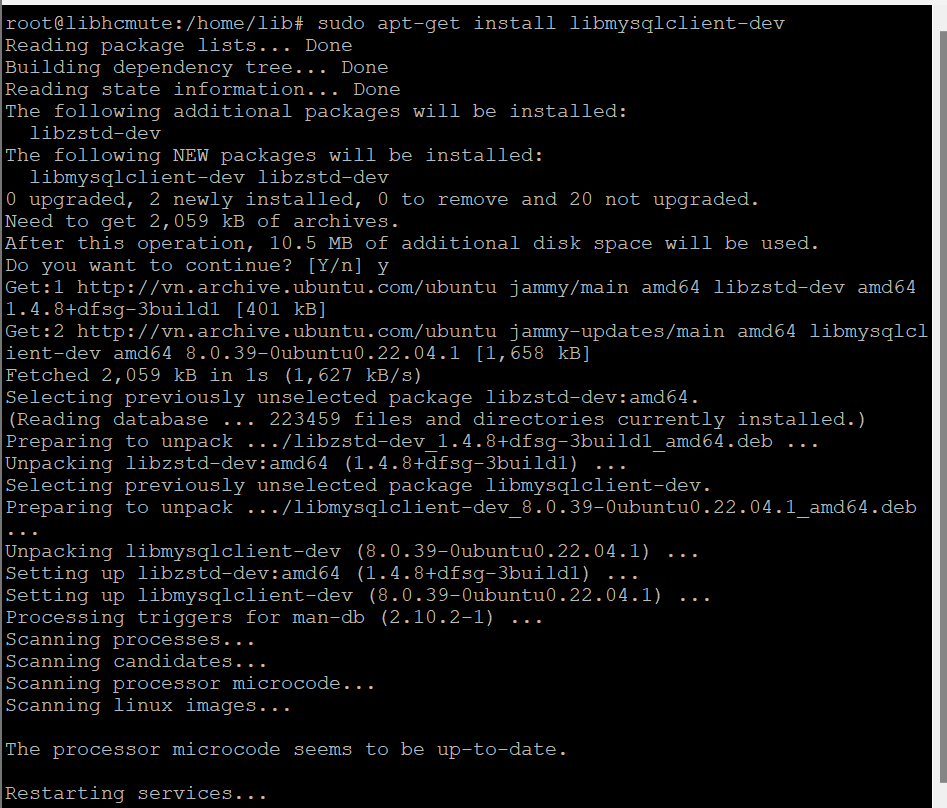 root@libhcmute:/home/lib# sudo apt-get install libmysqlclient-dev
Reading package lists... Done
Building dependency tree... Done
Reading state information... Done
The following additional packages will be installed:
  libzstd-dev
The following NEW packages will be installed:
  libmysqlclient-dev libzstd-dev
0 upgraded, 2 newly installed, 0 to remove and 20 not upgraded.
Need to get 2,059 kB of archives.
After this operation, 10.5 MB of additional disk space will be used.
Do you want to continue? [Y/n] y
Get:1 http://vn.archive.ubuntu.com/ubuntu jammy/main amd64 libzstd-dev amd64
1.4.8+dfsg-3build1 [401 kB]
Get:2 http://vn.archive.ubuntu.com/ubuntu jammy-updates/main amd64 libmysqlcl
ient-dev amd64 8.0.39-0ubuntu0.22.04.1 [1,658 kB]
Fetched 2,059 kB in 1s (1,627 kB/s)
Selecting previously unselected package libzstd-dev:amd64.
(Reading database ... 223459 files and directories currently installed.)
Preparing to unpack .../libzstd-dev_1.4.8+dfsg-3build1_amd64.deb ...
Unpacking libzstd-dev:amd64 (1.4.8+dfsg-3build1) ...
Selecting previously unselected package libmysqlclient-dev.
Preparing to unpack .../libmysqlclient-dev_8.0.39-0ubuntu0.22.04.1_amd64.deb
...
Unpacking libmysqlclient-dev (8.0.39-0ubuntu0.22.04.1) ...
Setting up libzstd-dev:amd64 (1.4.8+dfsg-3build1) ...
Setting up libmysqlclient-dev (8.0.39-0ubuntu0.22.04.1) ...
Processing triggers for man-db (2.10.2-1) ...
Scanning processes...
Scanning candidates...
Scanning processor microcode...
Scanning linux images...
The processor microcode seems to be up-to-date.
Restarting services...